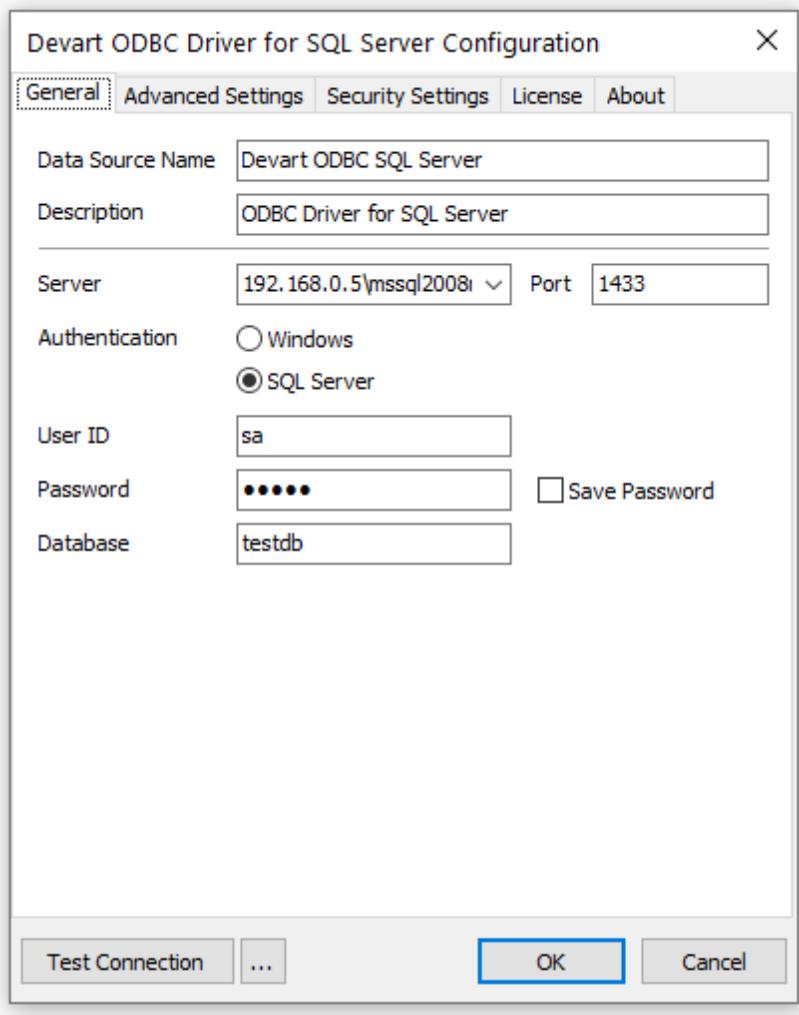 Devart ODBC Driver for SQL Server Configuration
General Advanced Settings Security Settings License About
Data Source Name Devart ODBC SQL Server
Description ODBC Driver for SQL Server
Server 192.168.0.5\mssql2008 Port 1433
Authentication Windows
SQL Server
User ID sa
Password ●●●●● Save Password
Database testdb
Test Connection ... OK Cancel